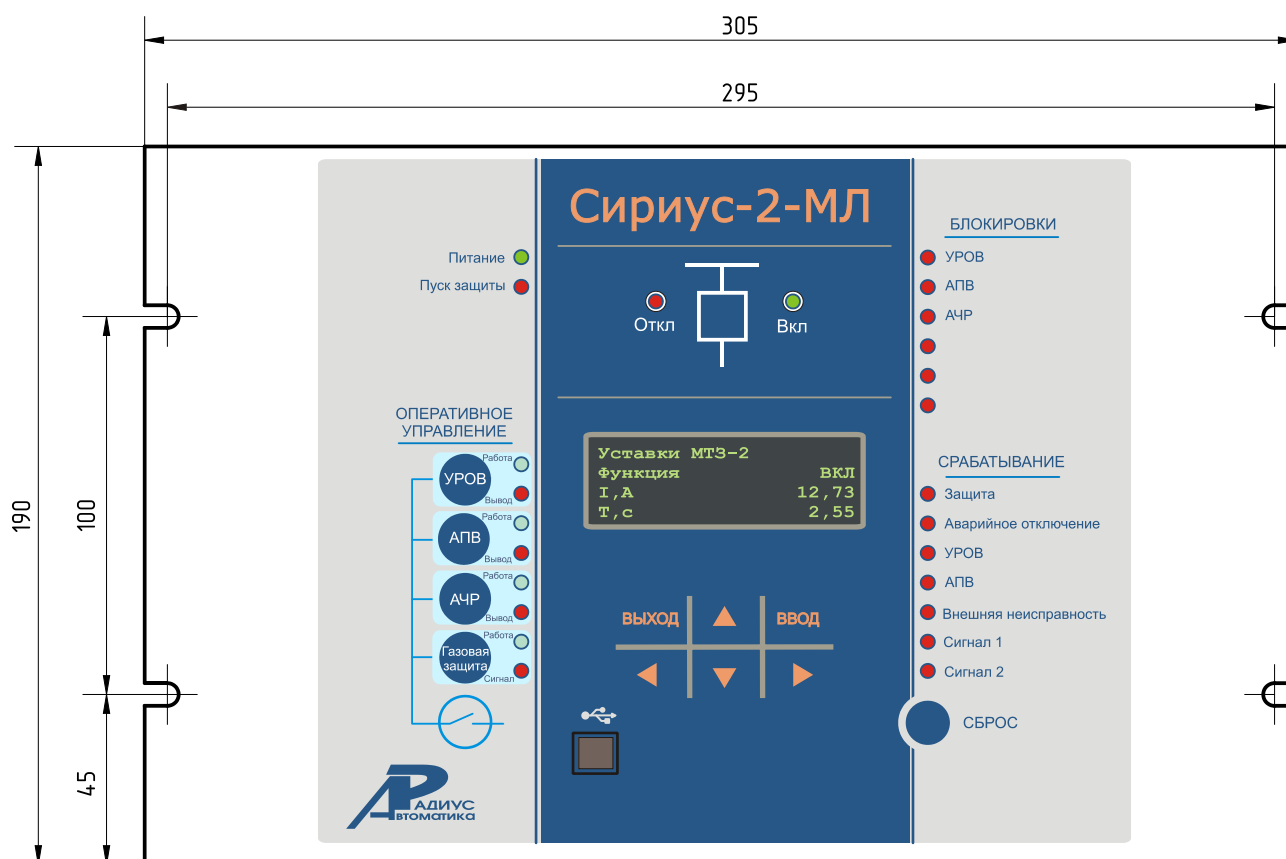 305
295
190
100
45
Сириус-2-МЛ
Питание
Пуск защиты
Откл
Вкл
БЛОКИРОВКИ
УРОВ
АПВ
АЧР
ОПЕРАТИВНОЕ
УПРАВЛЕНИЕ
Работа
УРОВ
Вывод
Работа
АПВ
Вывод
Работа
АЧР
Вывод
Работа
Газовая
защита
Сигнал
Уставки МТЗ-2
Функция ВКЛ
I,А 12,73
Т,с 2,55
ВЫХОД
ВВОД
СРАБАТЫВАНИЕ
Защита
Аварийное отключение
УРОВ
АПВ
Внешняя неисправность
Сигнал 1
Сигнал 2
СБРОС
РАДИУС
Автоматика